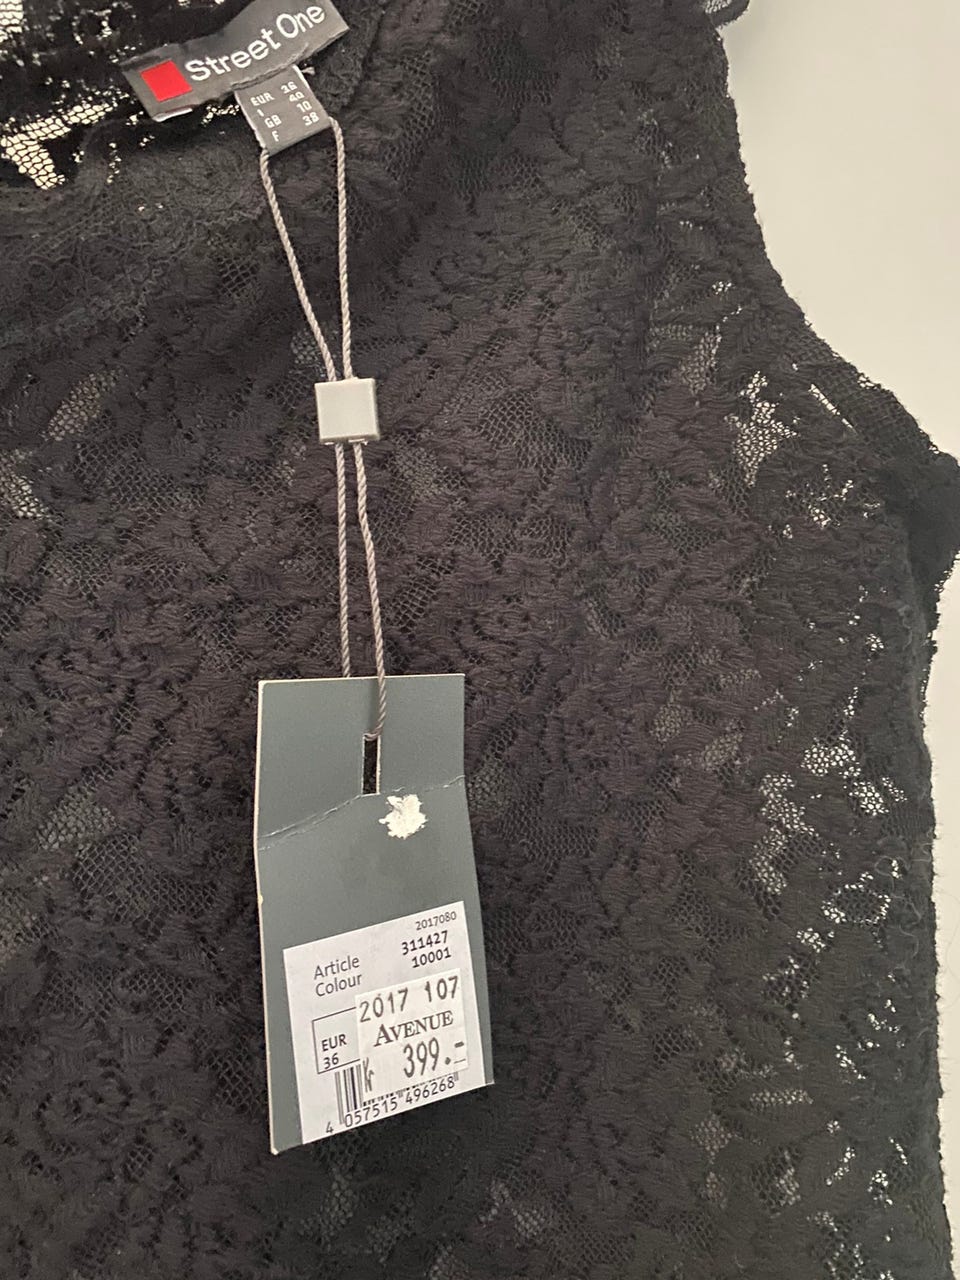 Street One
EUR 36
I 40
GB 10
F 38
2017080
Article 311427
Colour 10001
2017 107
EUR
36
AVENUE
Kr 399.-
4 057515 496268